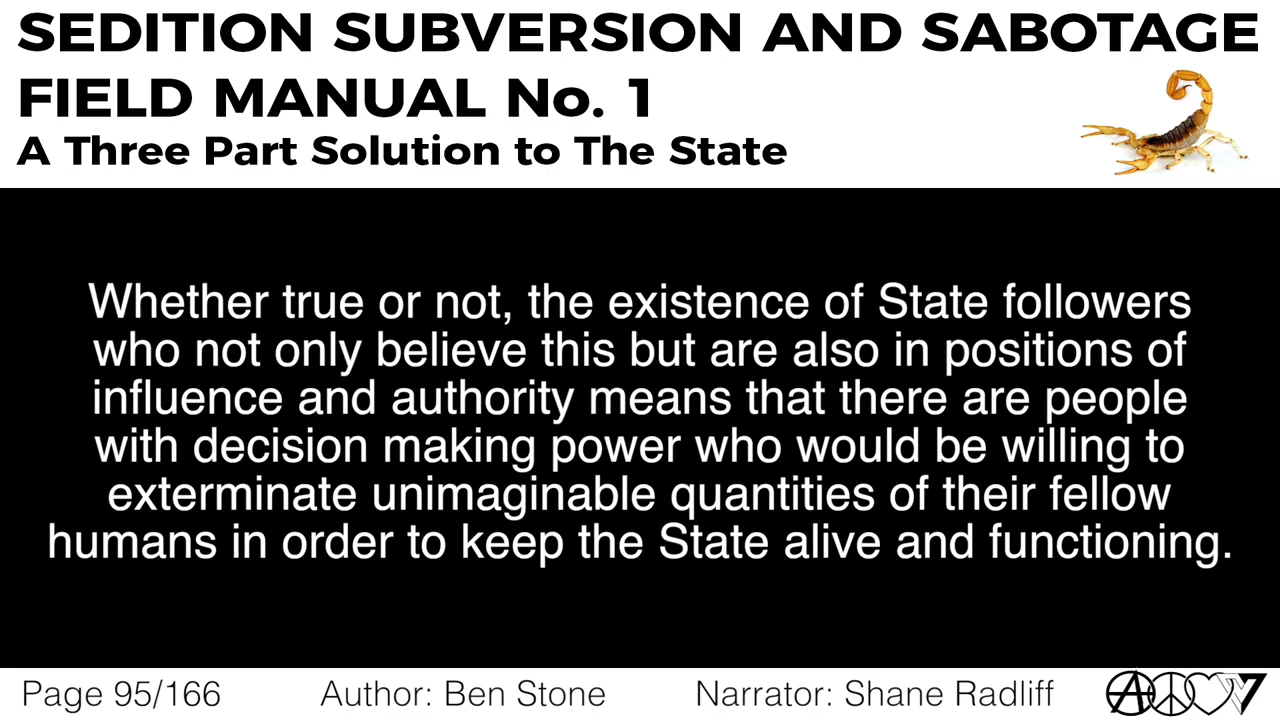 SEDITION SUBVERSION AND SABOTAGE
FIELD MANUAL No. 1
A Three Part Solution to The State
Whether true or not, the existence of State followers
who not only believe this but are also in positions of
influence and authority means that there are people
with decision making power who would be willing to
exterminate unimaginable quantities of their fellow
humans in order to keep the State alive and functioning.
Page 95/166 Author: Ben Stone Narrator: Shane Radliff